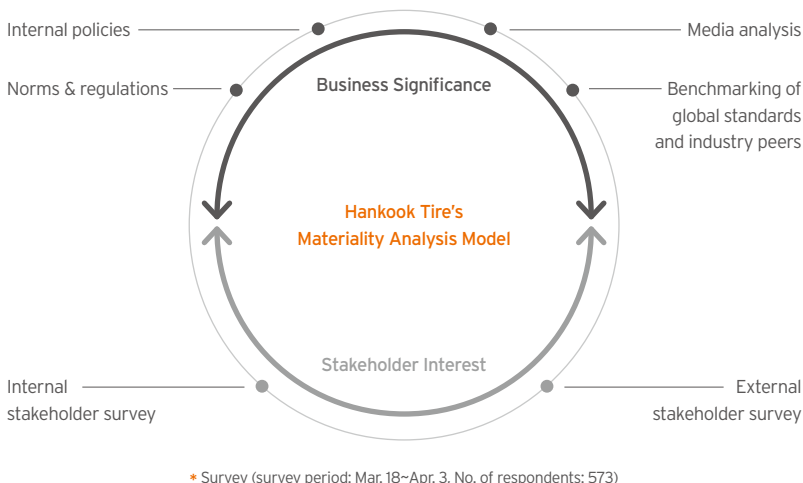 Internal policies
Media analysis
Norms & regulations
Business Significance
Benchmarking of
global standards
and industry peers
Hankook Tire's
Materiality Analysis Model
Stakeholder Interest
Internal
stakeholder survey
External
stakeholder survey
* Survey (survey period: Mar. 18~Apr. 3, No. of respondents: 573)